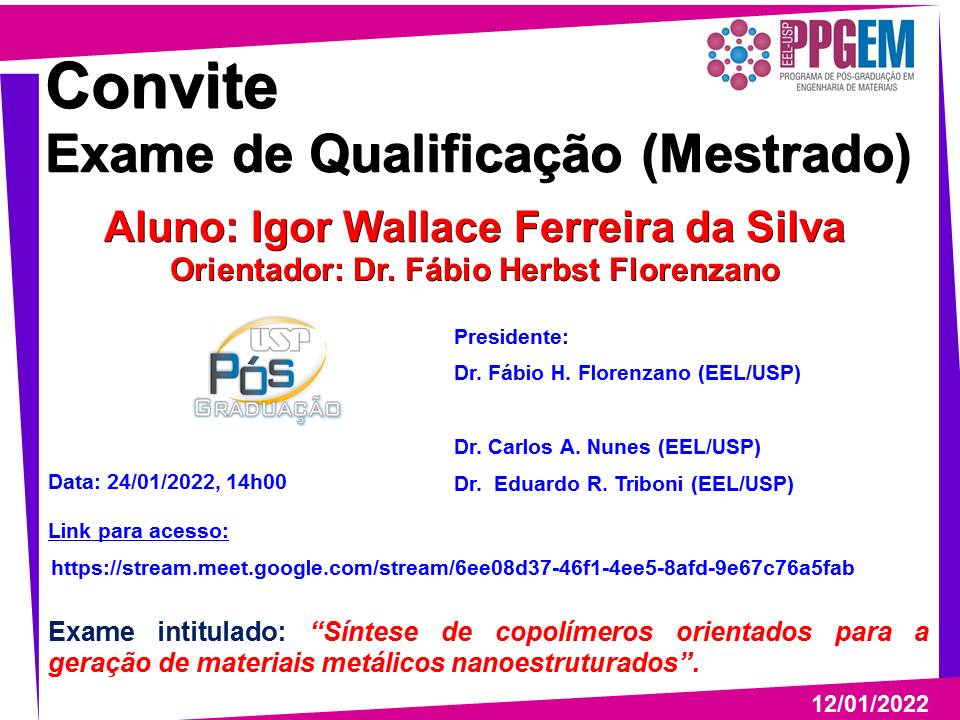 EEL-USP
PPGEM
PROGRAMA DE PÓS-GRADUAÇÃO EM
ENGENHARIA DE MATERIAIS
Convite
Exame de Qualificação (Mestrado)
Aluno: Igor Wallace Ferreira da Silva
Orientador: Dr. Fábio Herbst Florenzano
USP
PÓS
GRADUAÇÃO
Presidente:
Dr. Fábio H. Florenzano (EEL/USP)
Dr. Carlos A. Nunes (EEL/USP)
Dr.  Eduardo R. Triboni (EEL/USP)
Data: 24/01/2022, 14h00
Link para acesso:
https://stream.meet.google.com/stream/6ee08d37-46f1-4ee5-8afd-9e67c76a5fab
Exame intitulado: “Síntese de copolímeros orientados para a
geração de materiais metálicos nanoestruturados”.
12/01/2022